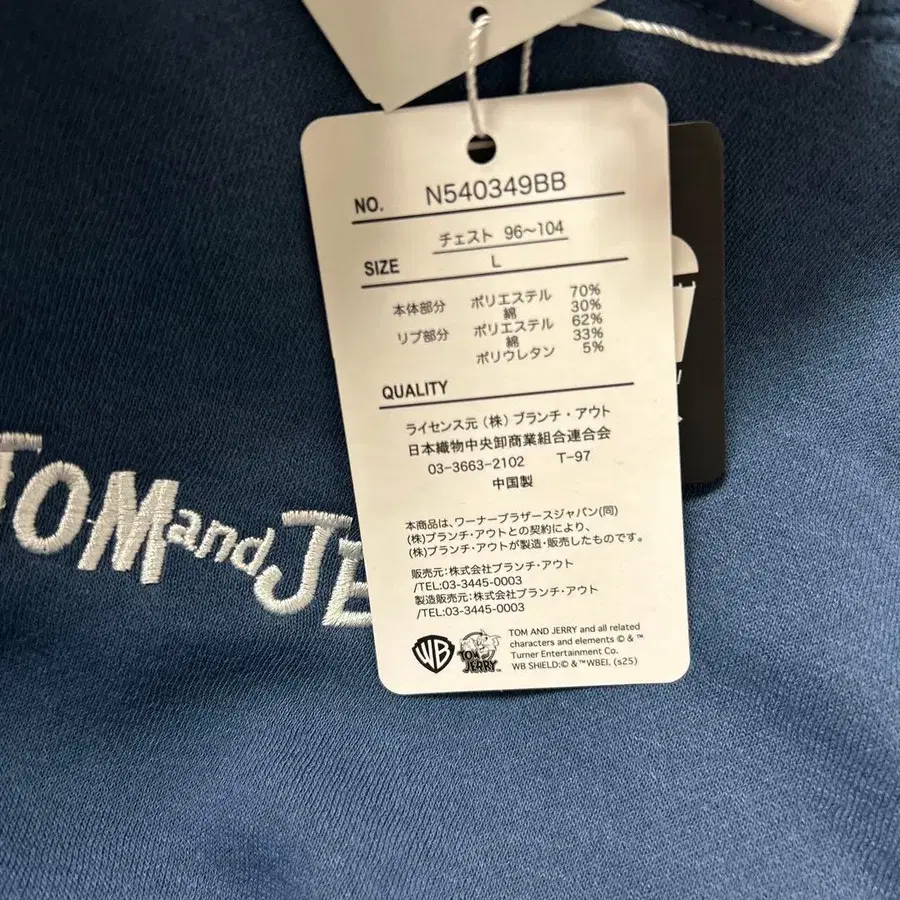 NO. N540349BB
チェスト 96〜104
SIZE L
本体部分 ポリエステル 70%
綿 30%
リブ部分 ポリエステル 62%
綿 33%
ポリウレタン 5%
QUALITY
ライセンス元 (株) ブランチ・アウト
日本織物中央卸商業組合連合会
03-3663-2102 T-97
中国製
本商品は、ワーナーブラザースジャパン(同)
(株)ブランチ・アウトとの契約により、
(株)ブランチ・アウトが製造・販売したものです。
販売元:株式会社ブランチ・アウト
/TEL:03-3445-0003
製造販売元:株式会社ブランチ・アウト
/TEL:03-3445-0003
WB
TOM
JERRY
TOM AND JERRY and all related
characters and elements © & ™
Turner Entertainment Co.
WB SHIELD:© & ™WBEI. (s25)
TOM and JE